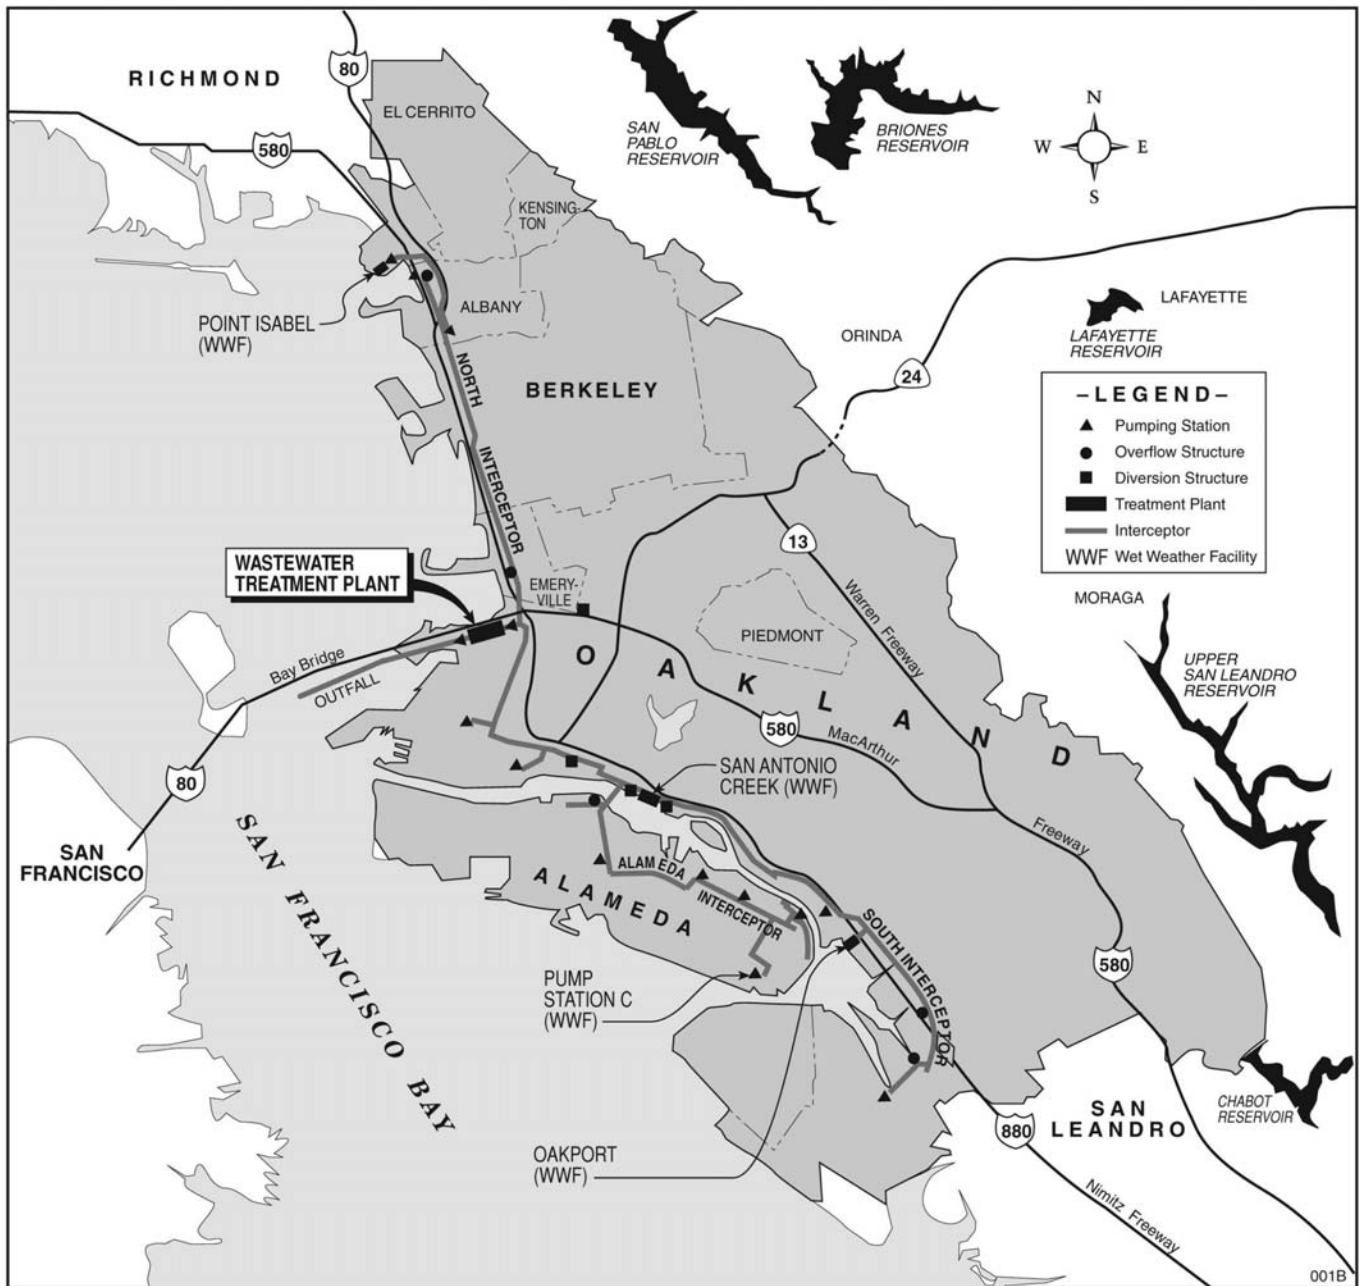 RICHMOND
80
EL CERRITO
580
SAN
PABLO
RESERVOIR
BRIONES
RESERVOIR
N
W
E
S
KENSING-
TON
POINT ISABEL
(WWF)
ALBANY
ORINDA
LAFAYETTE
LAFAYETTE
RESERVOIR
24
NORTH
INTERCEPTOR
BERKELEY
– LEGEND –
Pumping Station
Overflow Structure
Diversion Structure
Treatment Plant
Interceptor
WWF Wet Weather Facility
13
Warren Freeway
WASTEWATER
TREATMENT PLANT
EMERY-
VILLE
PIEDMONT
MORAGA
UPPER
SAN LEANDRO
RESERVOIR
Bay Bridge
OUTFALL
OAKLAND
580
MacArthur
Freeway
80
SAN
FRANCISCO
SAN FRANCISCO BAY
SAN ANTONIO
CREEK (WWF)
ALAMEDA
INTERCEPTOR
ALAMEDA
SOUTH INTERCEPTOR
580
PUMP
STATION C
(WWF)
OAKPORT
(WWF)
880
SAN
LEANDRO
CHABOT
RESERVOIR
Nimitz Freeway
001B